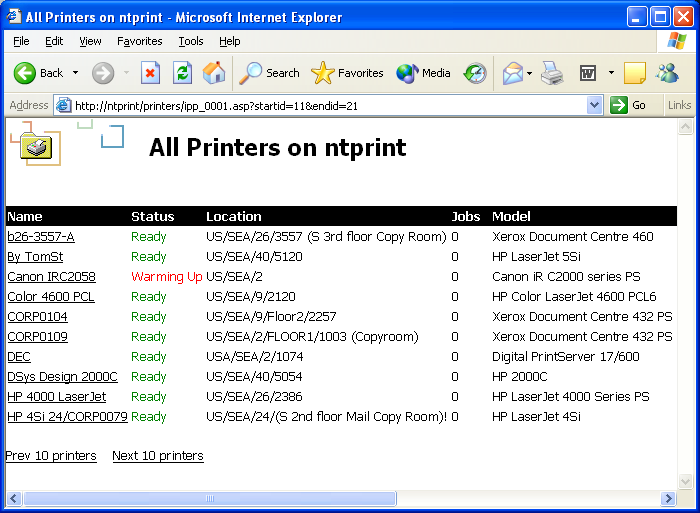 All Printers on ntprint - Microsoft Internet Explorer
File Edit View Favorites Tools Help
Back Search Favorites Media
Address http://ntprint/printers/ipp_0001.asp?startid=11&endid=21 Go Links
All Printers on ntprint
Name Status Location Jobs Model
b26-3557-A Ready US/SEA/26/3557 (S 3rd floor Copy Room) 0 Xerox Document Centre 460
By TomSt Ready US/SEA/40/5120 0 HP LaserJet 5Si
Canon IRC2058 Warming Up US/SEA/2 0 Canon iR C2000 series PS
Color 4600 PCL Ready US/SEA/9/2120 0 HP Color LaserJet 4600 PCL6
CORP0104 Ready US/SEA/9/Floor2/2257 0 Xerox Document Centre 432 PS
CORP0109 Ready US/SEA/2/FLOOR1/1003 (Copyroom) 0 Xerox Document Centre 432 PS
DEC Ready USA/SEA/2/1074 0 Digital PrintServer 17/600
DSys Design 2000C Ready US/SEA/40/5054 0 HP 2000C
HP 4000 LaserJet Ready US/SEA/26/2386 0 HP LaserJet 4000 Series PS
HP 4Si 24/CORP0079 Ready US/SEA/24/(S 2nd floor Mail Copy Room)! 0 HP LaserJet 4Si
Prev 10 printers Next 10 printers